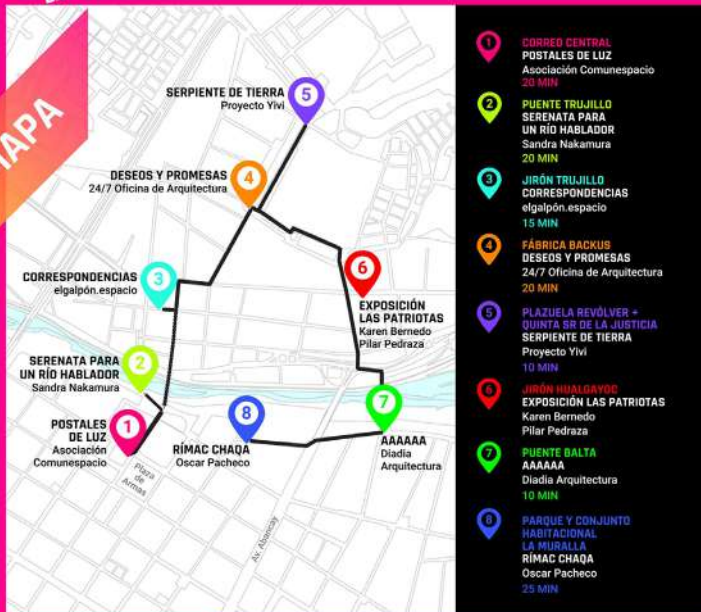 MAPA
SERPIENTE DE TIERRA
Proyecto Yivi
5
DESEOS Y PROMESAS
24/7 Oficina de Arquitectura
4
CORRESPONDENCIAS
elgalpón.espacio
3
6
EXPOSICIÓN
LAS PATRIOTAS
Karen Bernedo
Pilar Pedraza
SERENATA PARA
UN RÍO HABLADOR
Sandra Nakamura
2
POSTALES
DE LUZ
Asociación
Comunespacio
1
8
RÍMAC CHAQA
Oscar Pacheco
7
AAAAAA
Diadia
Arquitectura
Plaza
de
Armas
Av. Abancay
1
CORREO CENTRAL
POSTALES DE LUZ
Asociación Comunespacio
20 MIN
2
PUENTE TRUJILLO
SERENATA PARA
UN RÍO HABLADOR
Sandra Nakamura
20 MIN
3
JIRÓN TRUJILLO
CORRESPONDENCIAS
elgalpón.espacio
15 MIN
4
FÁBRICA BACKUS
DESEOS Y PROMESAS
24/7 Oficina de Arquitectura
20 MIN
5
PLAZUELA REVÓLVER +
QUINTA SR DE LA JUSTICIA
SERPIENTE DE TIERRA
Proyecto Yivi
10 MIN
6
JIRÓN HUALGAYOC
EXPOSICIÓN LAS PATRIOTAS
Karen Bernedo
Pilar Pedraza
7
PUENTE BALTA
AAAAAA
Diadia Arquitectura
10 MIN
8
PARQUE Y CONJUNTO
HABITACIONAL
LA MURALLA
RÍMAC CHAQA
Oscar Pacheco
25 MIN